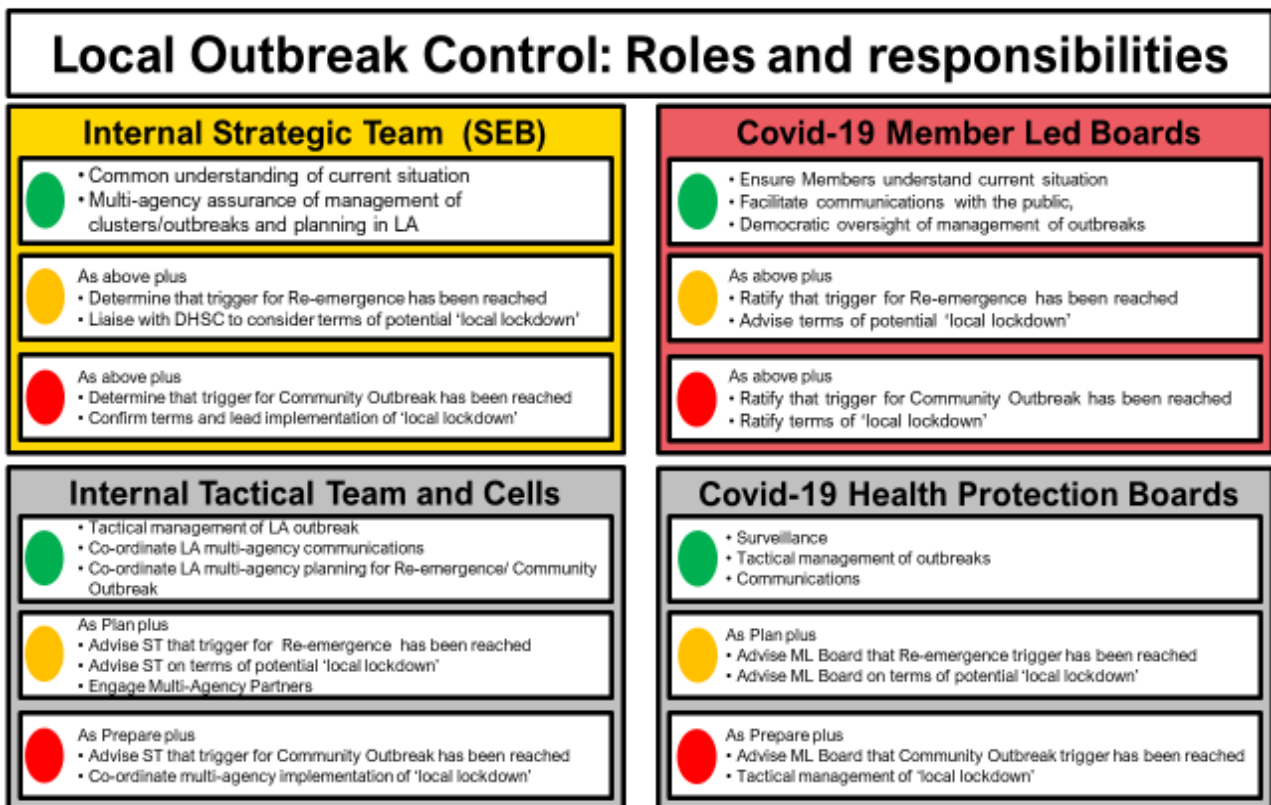 Local Outbreak Control: Roles and responsibilities
Internal Strategic Team (SEB)
• Common understanding of current situation
• Multi-agency assurance of management of
clusters/outbreaks and planning in LA
As above plus
• Determine that trigger for Re-emergence has been reached
• Liaise with DHSC to consider terms of potential ‘local lockdown’
As above plus
• Determine that trigger for Community Outbreak has been reached
• Confirm terms and lead implementation of ‘local lockdown’
Covid-19 Member Led Boards
• Ensure Members understand current situation
• Facilitate communications with the public,
• Democratic oversight of management of outbreaks
As above plus
• Ratify that trigger for Re-emergence has been reached
• Advise terms of potential ‘local lockdown’
As above plus
• Ratify that trigger for Community Outbreak has been reached
• Ratify terms of ‘local lockdown’
Internal Tactical Team and Cells
• Tactical management of LA outbreak
• Co-ordinate LA multi-agency communications
• Co-ordinate LA multi-agency planning for Re-emergence/ Community
Outbreak
As Plan plus
• Advise ST that trigger for Re-emergence has been reached
• Advise ST on terms of potential ‘local lockdown’
• Engage Multi-Agency Partners
As Prepare plus
• Advise ST that trigger for Community Outbreak has been reached
• Co-ordinate multi-agency implementation of ‘local lockdown’
Covid-19 Health Protection Boards
• Surveillance
• Tactical management of outbreaks
• Communications
As Plan plus
• Advise ML Board that Re-emergence trigger has been reached
• Advise ML Board on terms of potential ‘local lockdown’
As Prepare plus
• Advise ML Board that Community Outbreak trigger has been reached
• Tactical management of ‘local lockdown’